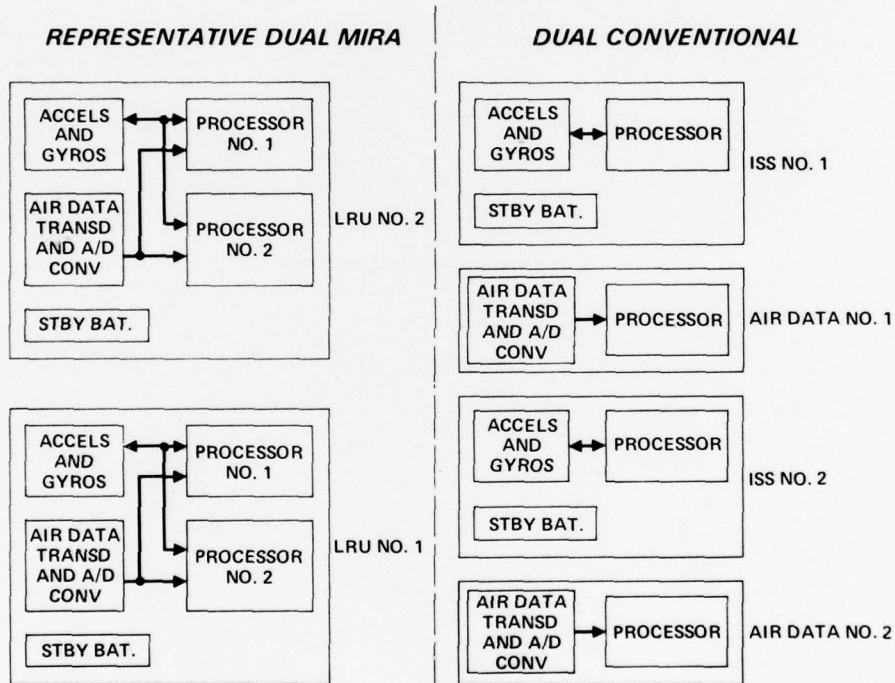 REPRESENTATIVE DUAL MIRA
ACCELS
AND
GYROS
PROCESSOR
NO. 1
AIR DATA
TRANSD
AND A/D
CONV
PROCESSOR
NO. 2
STBY BAT.
LRU NO. 2
ACCELS
AND
GYROS
PROCESSOR
NO. 1
AIR DATA
TRANSD
AND A/D
CONV
PROCESSOR
NO. 2
STBY BAT.
LRU NO. 1
DUAL CONVENTIONAL
ACCELS
AND
GYROS
PROCESSOR
STBY BAT.
ISS NO. 1
AIR DATA
TRANSD
AND A/D
CONV
PROCESSOR
AIR DATA NO. 1
ACCELS
AND
GYROS
PROCESSOR
STBY BAT.
ISS NO. 2
AIR DATA
TRANSD
AND A/D
CONV
PROCESSOR
AIR DATA NO. 2